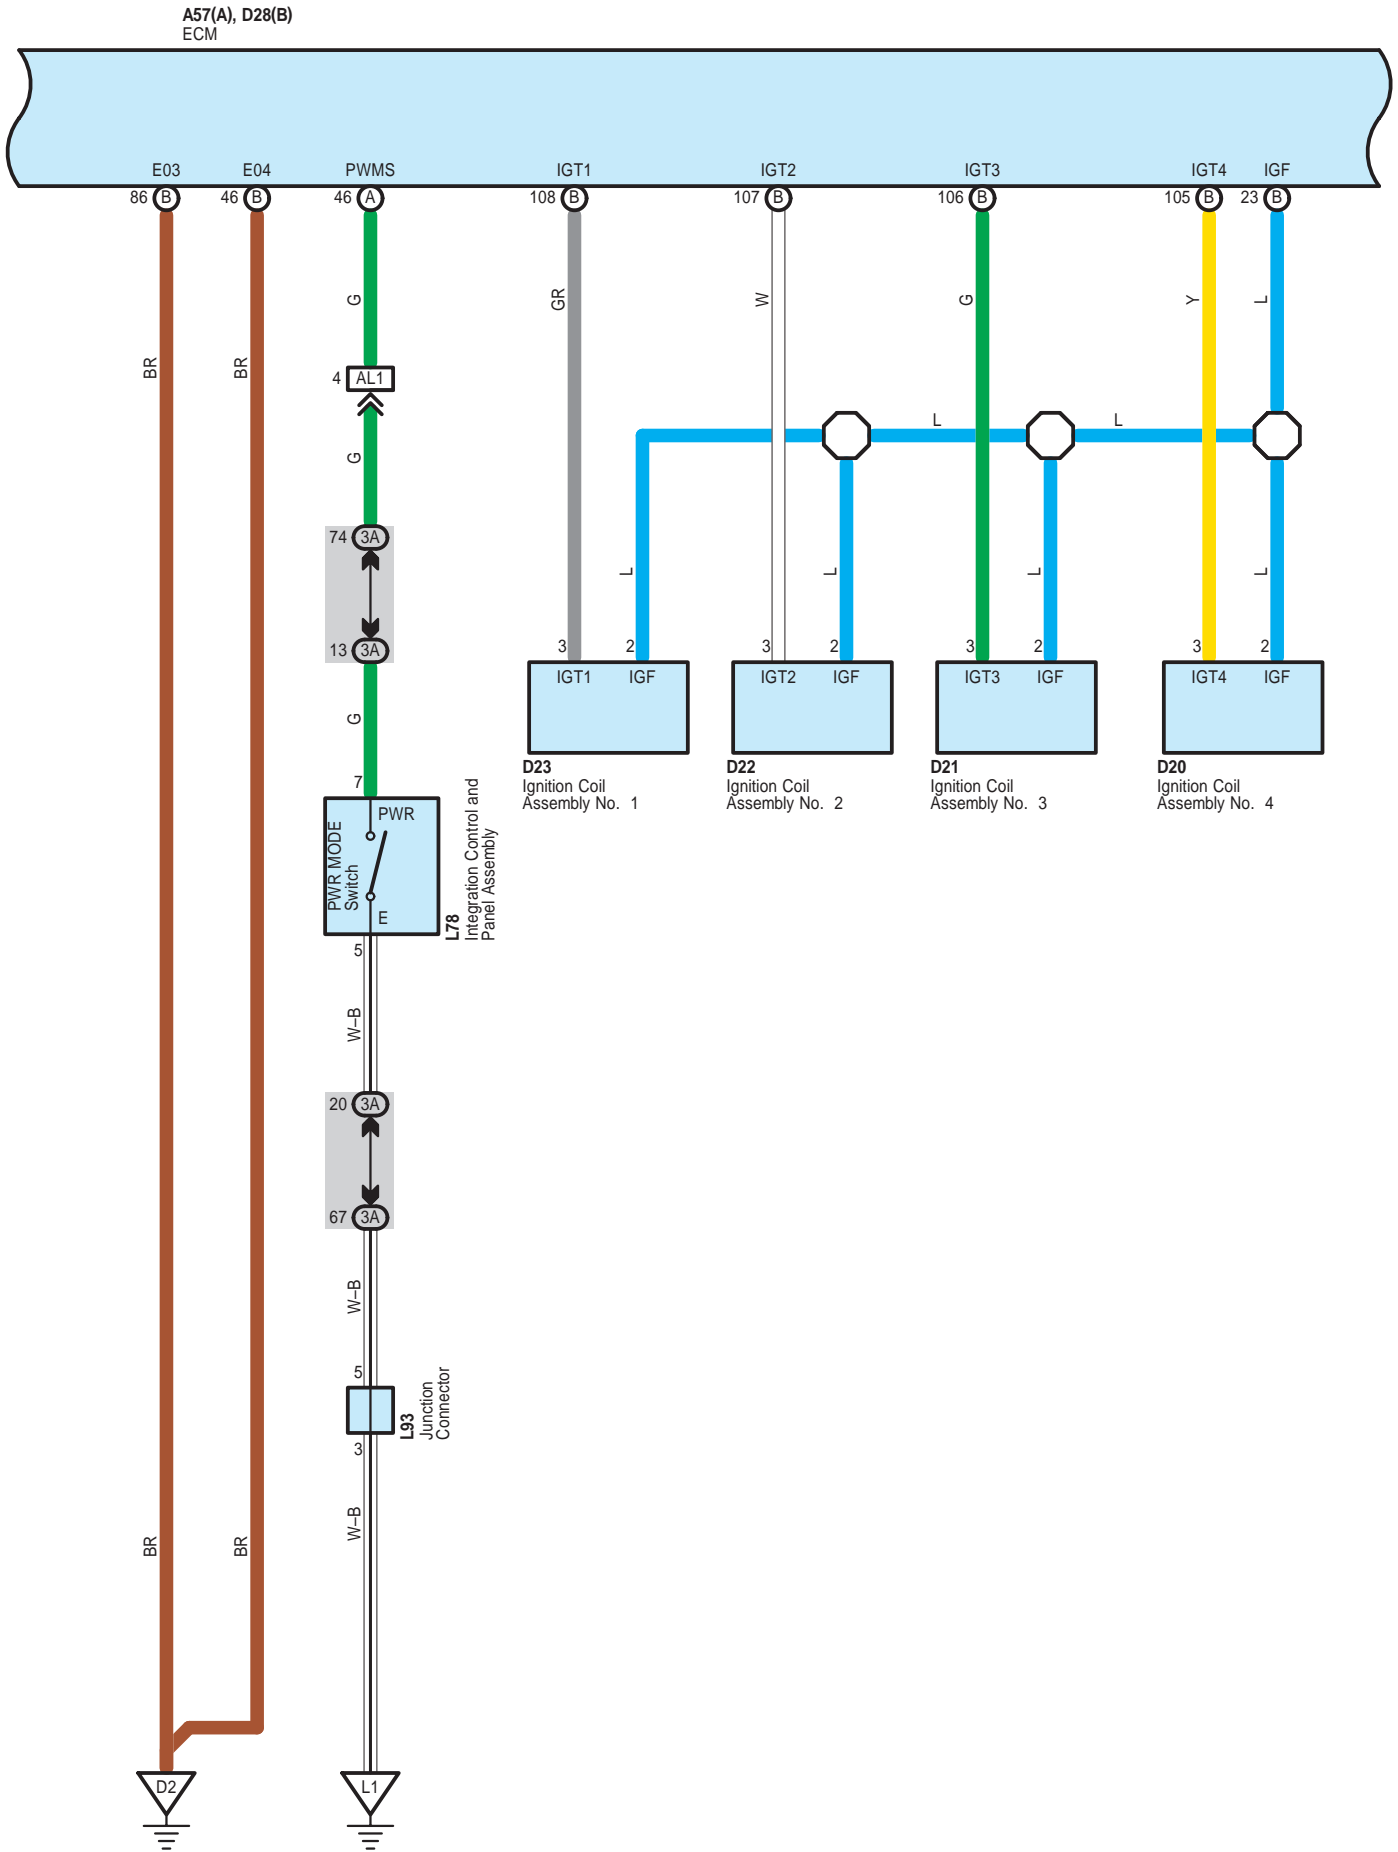 A57(A), D28(B)
ECM
E03 E04 PWMS IGT1 IGT2 IGT3 IGT4 IGF
86 B 46 B 46 A 108 B 107 B 106 B 105 B 23 B
G GR W G Y L
BR BR
4 AL1
L L
G
74 3A
L L L L
13 3A
3 2 3 2 3 2 3 2
IGT1 IGF IGT2 IGF IGT3 IGF IGT4 IGF
G
D23
Ignition Coil
Assembly No. 1
D22
Ignition Coil
Assembly No. 2
D21
Ignition Coil
Assembly No. 3
D20
Ignition Coil
Assembly No. 4
7
PWR
PWR MODE
Switch
E
L78
Integration Control and
Panel Assembly
5
W–B
20 3A
67 3A
W–B
5
L93
Junction
Connector
3
W–B
BR BR
D2 L1